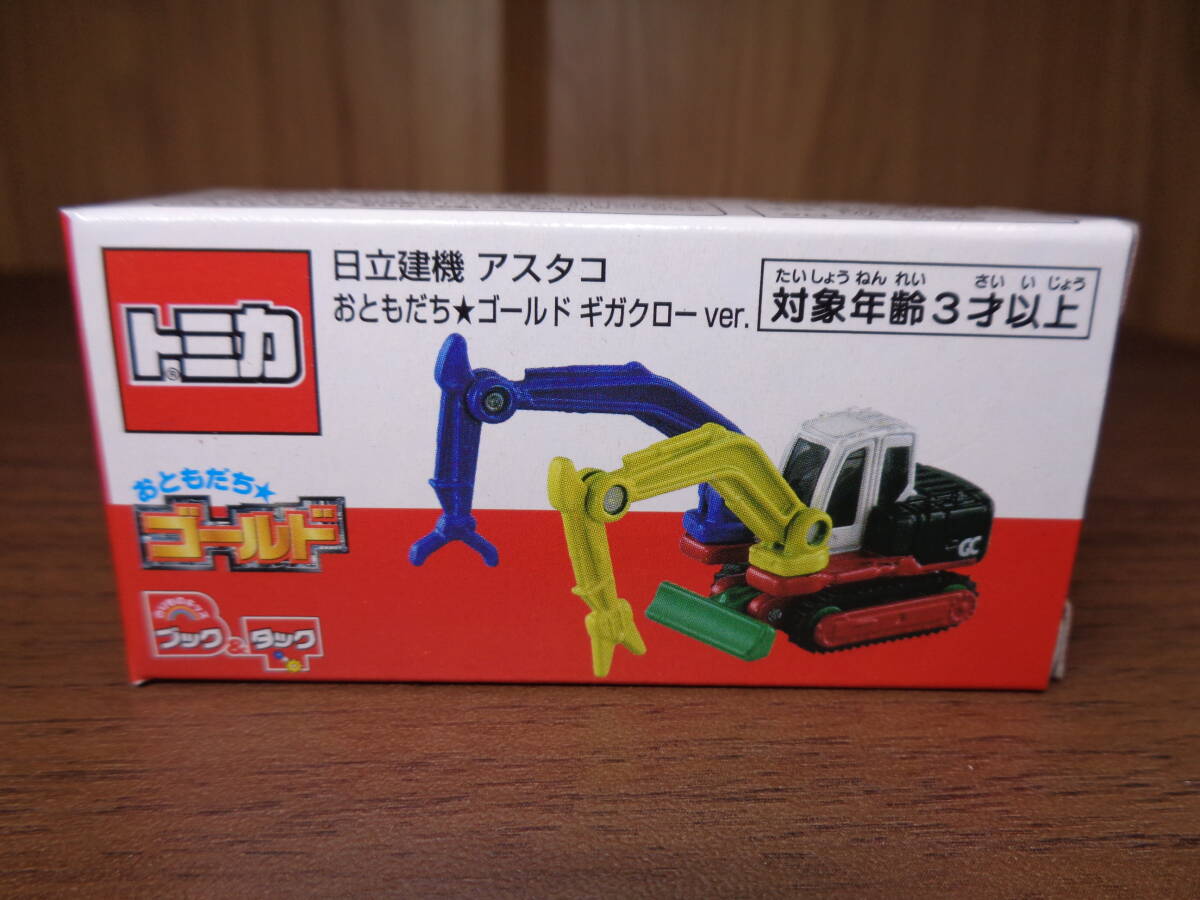 トミカ®
日立建機 アスタコ
おともだち★ゴールド ギガクロー ver.
たい しょう ねん れい さい い じょう
対象年齢3才以上
おともだち★
ゴールド
ブック&タック
GC